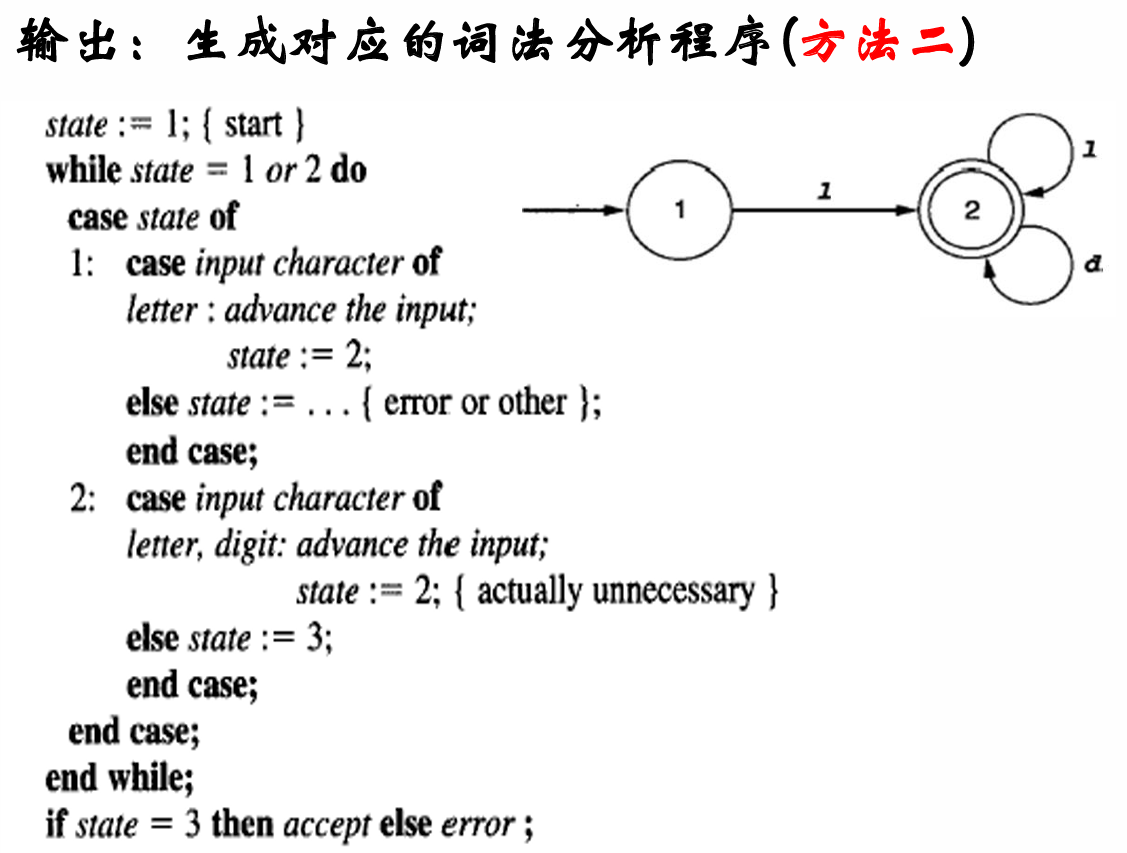 输出：生成对应的词法分析程序(方法二)
state := 1; { start }
while state = 1 or 2 do
case state of
1: case input character of
letter : advance the input;
state := 2;
else state := . . . { error or other };
end case;
2: case input character of
letter, digit: advance the input;
state := 2; { actually unnecessary }
else state := 3;
end case;
end case;
end while;
if state = 3 then accept else error ;
1
l
2
l
d